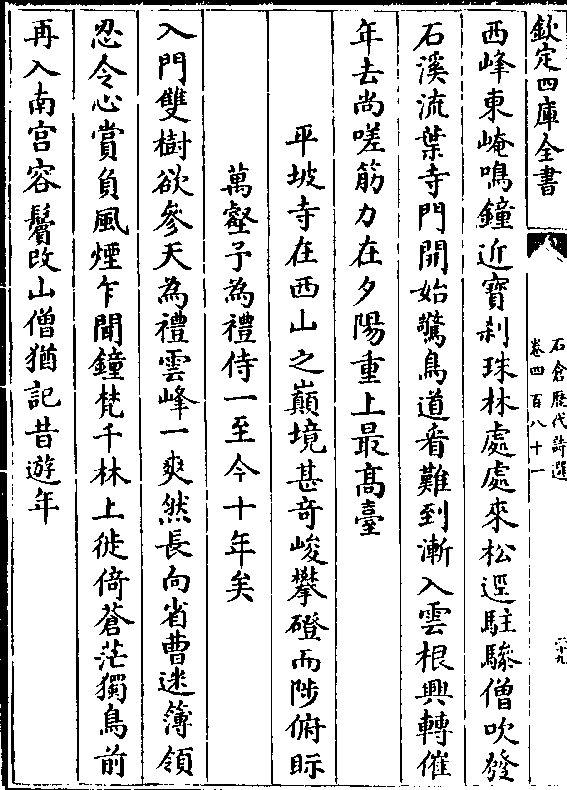 欽定四庫全書
石倉歷代詩選
卷四百八十一
二十九
西峰東崦鳴鐘近寶刹珠林處處來松逕駐驂僧吹發
石溪流葉寺門開始驚鳥道看難到漸入雲根興轉催
年去尚嗟筋力在夕陽重上最髙臺
平坡寺在西山之巔境甚奇峻攀磴而陟俯眎
萬壑予為禮侍一至今十年矣
入門雙樹欲參天為禮雲峰一爽然長向省曹迷簿領
忍令心賞負風煙乍聞鐘梵千林上徙倚蒼茫獨鳥前
再入南宫容鬢改山僧猶記昔遊年